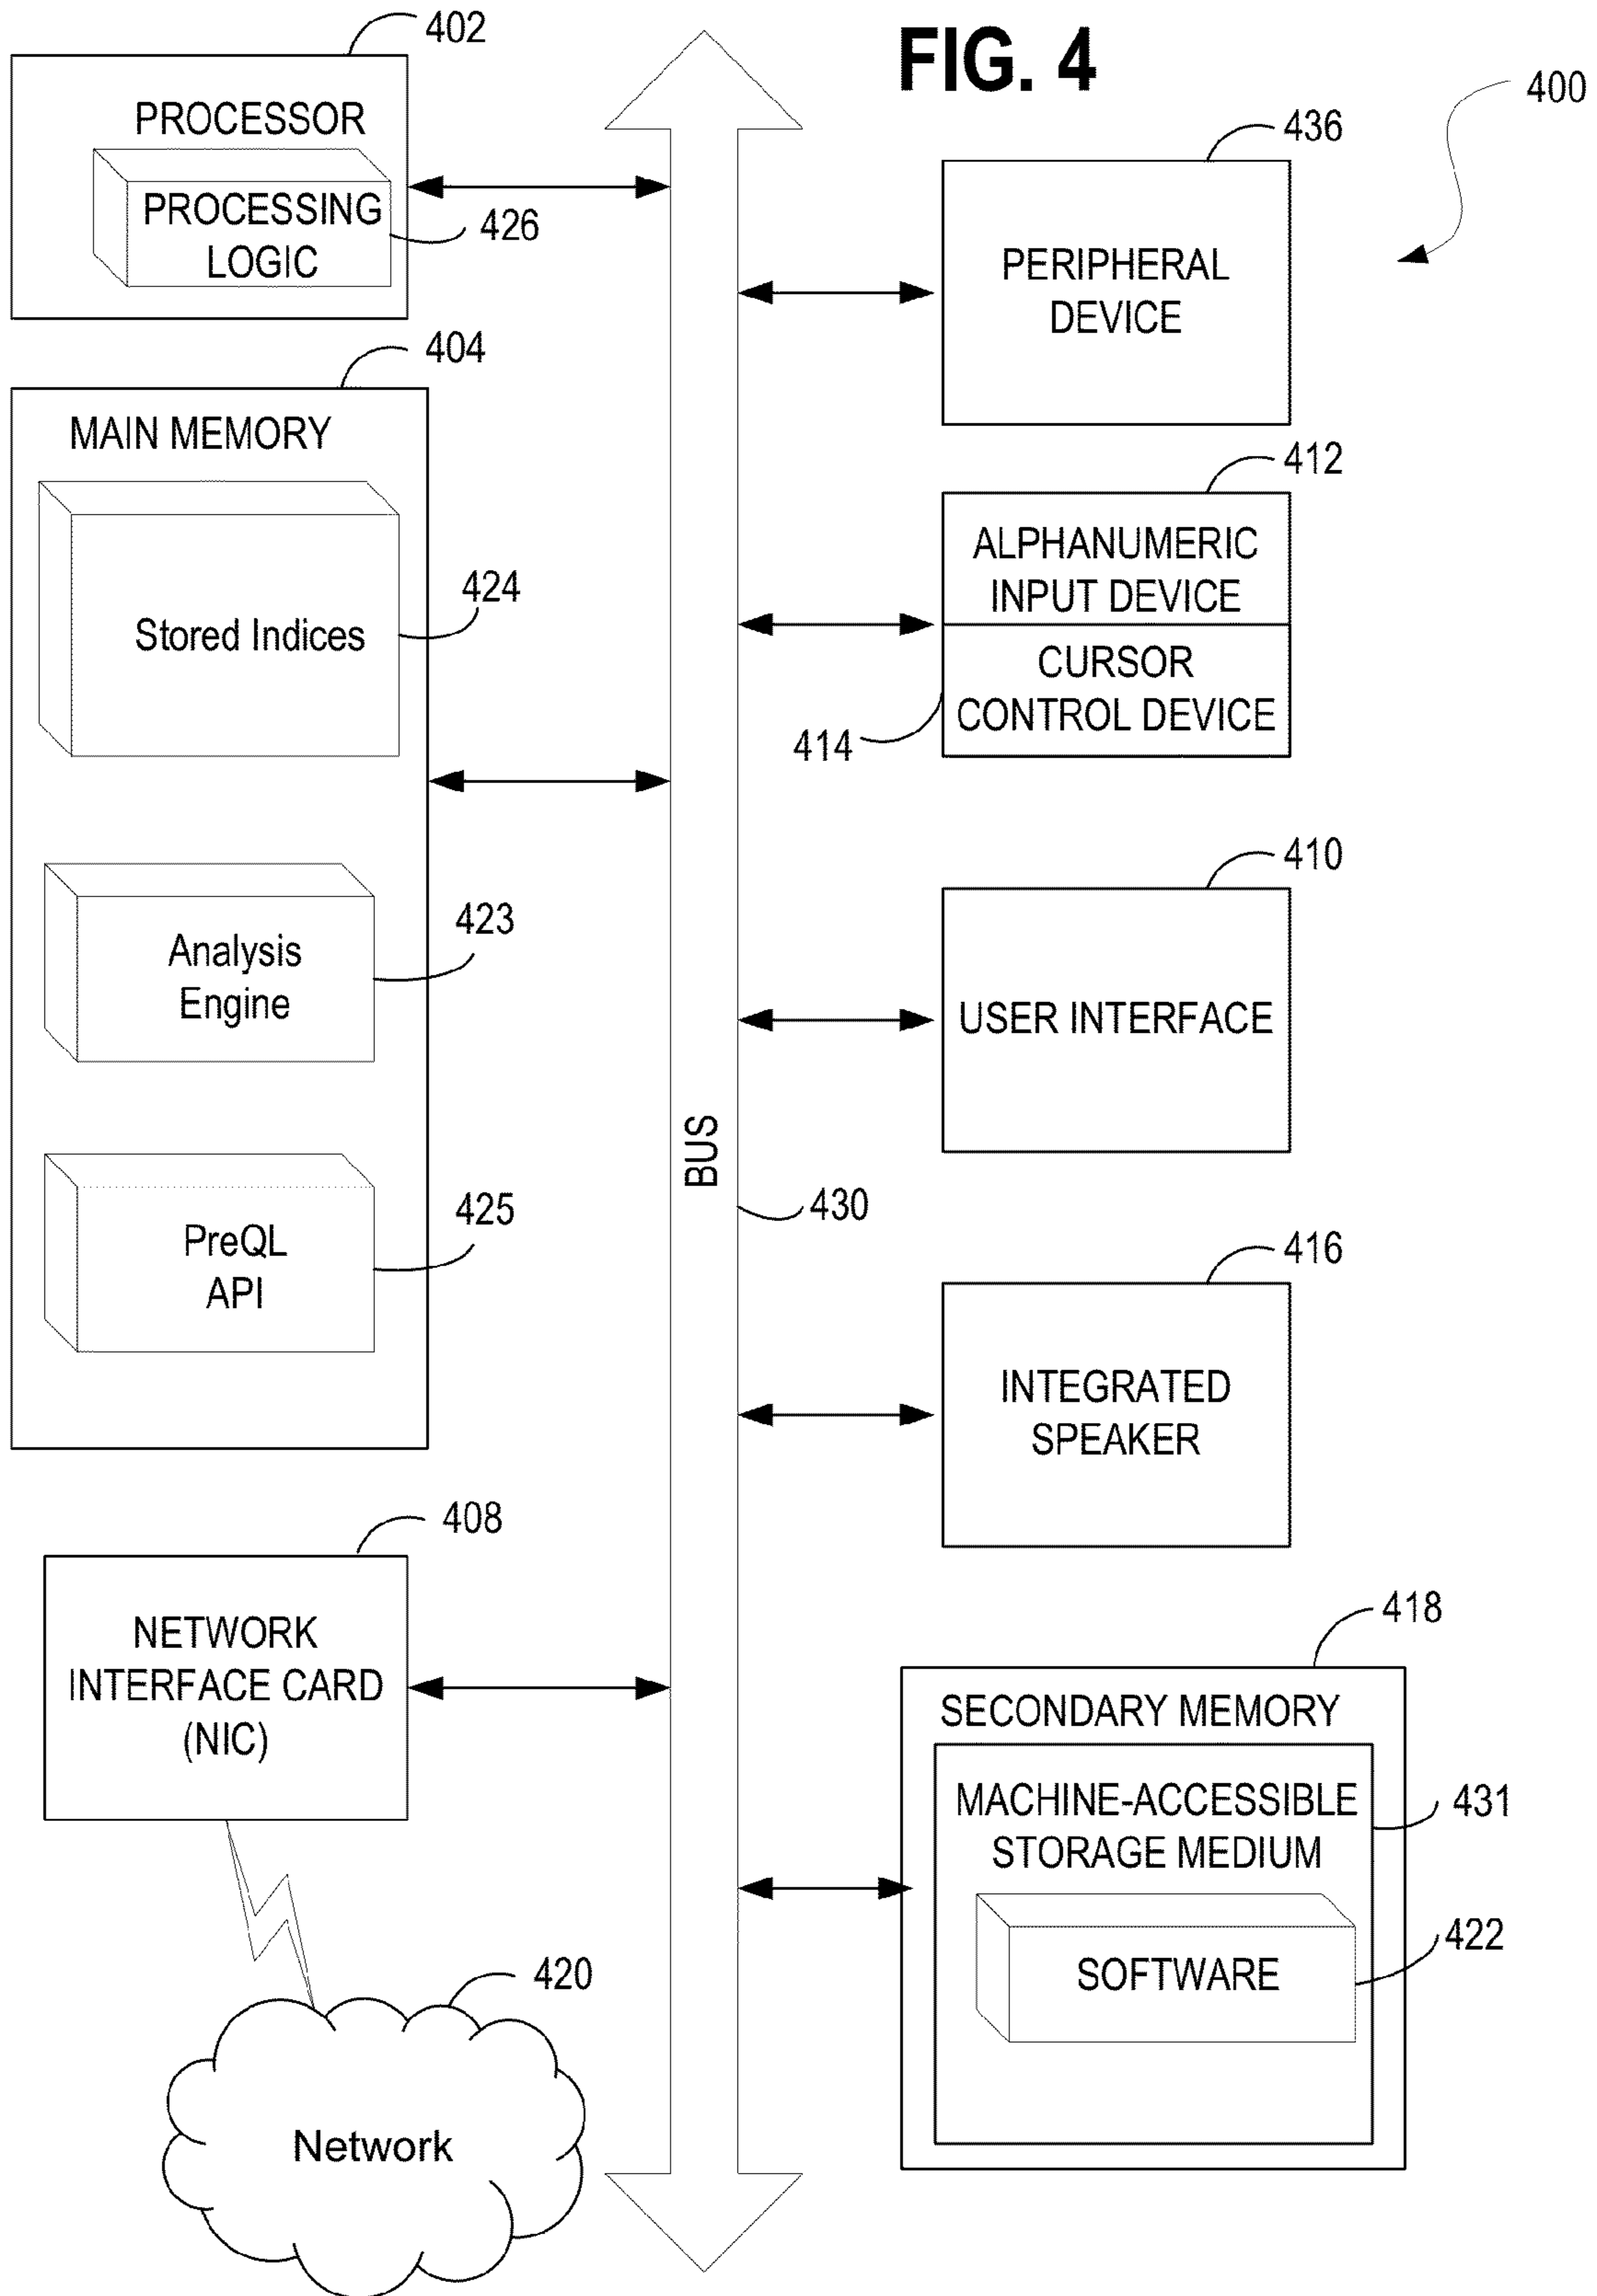 FIG. 4
400
402
PROCESSOR
PROCESSING
LOGIC
426
404
MAIN MEMORY
Stored Indices
424
Analysis
Engine
423
PreQL
API
425
408
NETWORK
INTERFACE CARD
(NIC)
420
Network
BUS
430
436
PERIPHERAL
DEVICE
412
ALPHANUMERIC
INPUT DEVICE
CURSOR
CONTROL DEVICE
414
410
USER INTERFACE
416
INTEGRATED
SPEAKER
418
SECONDARY MEMORY
MACHINE-ACCESSIBLE
STORAGE MEDIUM
431
SOFTWARE
422